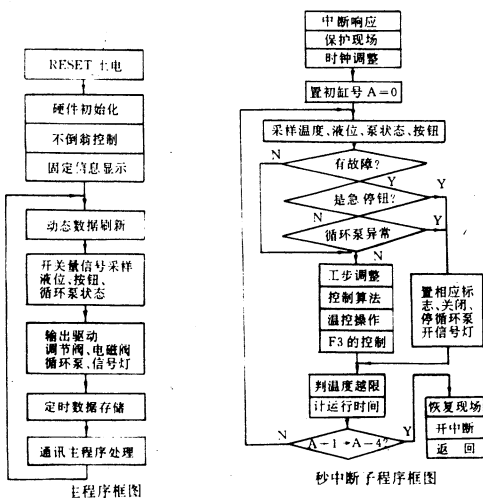 RESET 上电
硬件初始化
不倒翁控制
固定信息显示
动态数据刷新
开关量信号采样
液位、按钮、
循环泵状态
输出驱动
调节阀、电磁阀
循环泵、信号灯
定时数据存储
通讯主程序处理
主程序框图
中断响应
保护现场
时钟调整
置初缸号 A=0
采样温度、液位、泵状态、按钮
N
有故障?
Y
是急停钮?
Y
N
循环泵异常
Y
N
工步调整
控制算法
温控操作
F3的控制
置相应标
志、关闭、
停循环泵
开信号灯
判温度越限
计运行时间
N
Y
恢复现场
开中断
返回
秒中断子程序框图